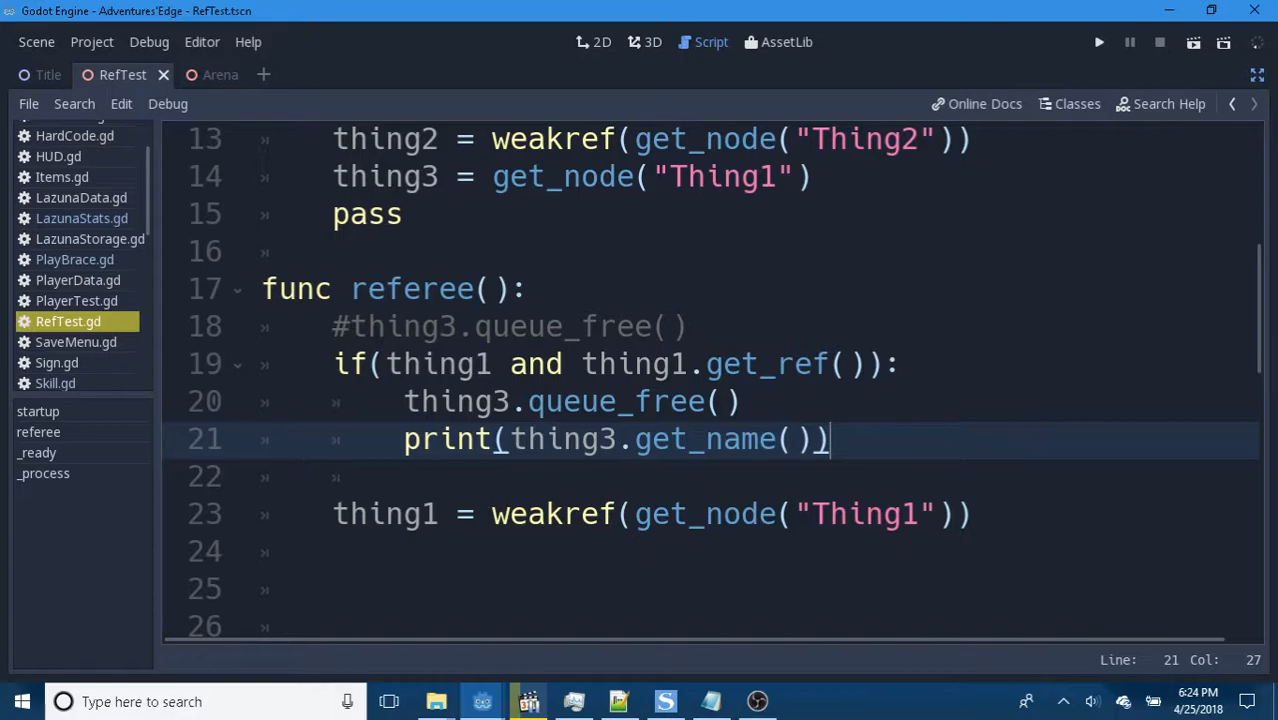 Godot Engine - Adventures'Edge - RefTest.tscn
Scene Project Debug Editor Help
2D 3D Script AssetLib
Title RefTest Arena
File Search Edit Debug
Online Docs Classes Search Help
HardCode.gd
HUD.gd
Items.gd
LazunaData.gd
LazunaStats.gd
LazunaStorage.gd
PlayBrace.gd
PlayerData.gd
PlayerTest.gd
RefTest.gd
SaveMenu.gd
Sign.gd
Skill.gd
startup
referee
_ready
_process
13 thing2 = weakref(get_node("Thing2"))
14 thing3 = get_node("Thing1")
15 pass
16
17 func referee():
18 #thing3.queue_free()
19 if(thing1 and thing1.get_ref()):
20 thing3.queue_free()
21 print(thing3.get_name())
22
23 thing1 = weakref(get_node("Thing1"))
24
25
26
Line: 21 Col: 27
Type here to search
6:24 PM
4/25/2018